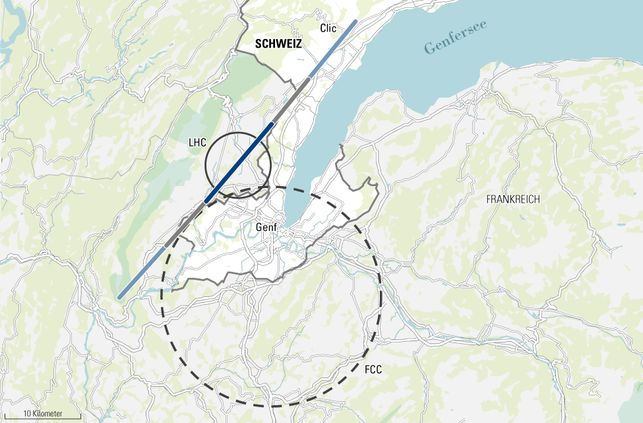 Clic
SCHWEIZ
Genfersee
LHC
FRANKREICH
Genf
FCC
10 Kilometer